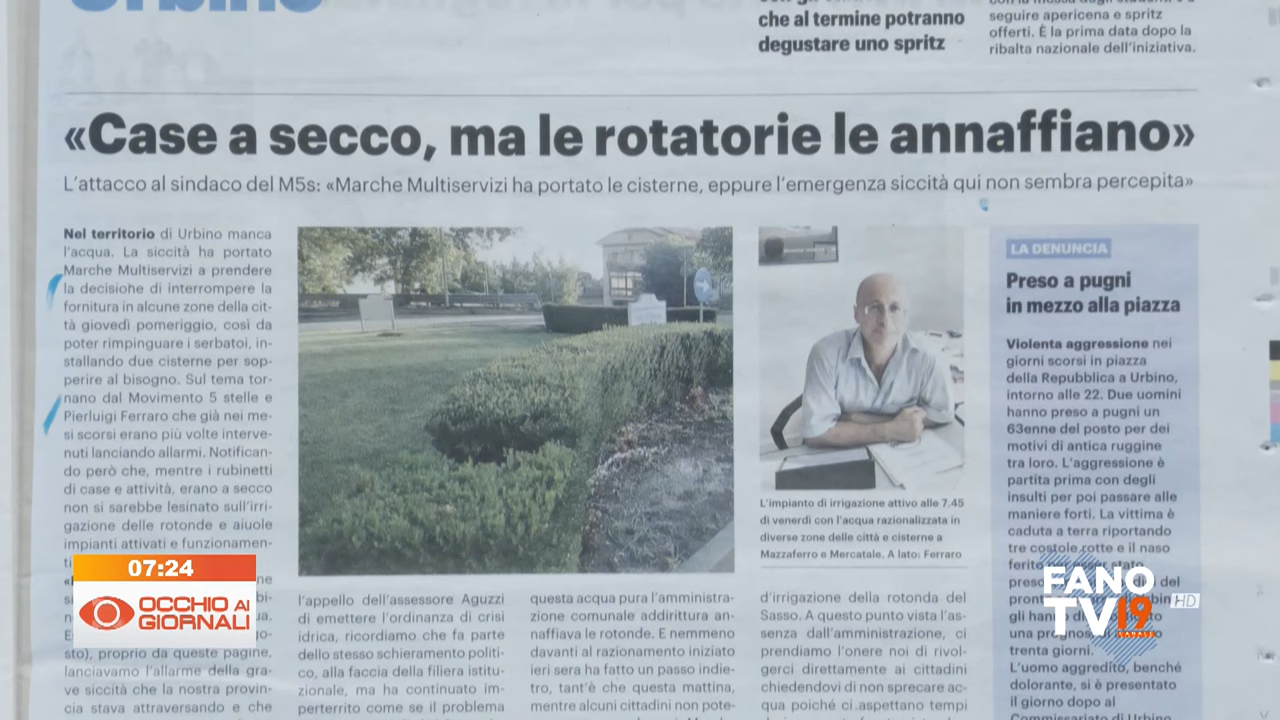 Urbino
che al termine potranno
degustare uno spritz
seguire apericena e spritz
offerti. È la prima data dopo la
ribalta nazionale dell'iniziativa.
«Case a secco, ma le rotatorie le annaffiano»
L'attacco al sindaco del M5s: «Marche Multiservizi ha portato le cisterne, eppure l'emergenza siccità qui non sembra percepita»
Nel territorio di Urbino manca
l'acqua. La siccità ha portato
Marche Multiservizi a prendere
la decisiohe di interrompere la
fornitura in alcune zone della cit-
tà giovedì pomeriggio, così da
poter rimpinguare i serbatoi, in-
stallando due cisterne per sop-
perire al bisogno. Sul tema tor-
nano dal Movimento 5 stelle e
Pierluigi Ferraro che già nei me-
si scorsi erano più volte interve-
nuti lanciando allarmi. Notifican-
do però che, mentre i rubinetti
di case e attività, erano a secco
non si sarebbe lesinato sull'irri-
gazione delle rotonde e aiuole
impianti attivati e funzionamen-
sto), proprio da queste pagine,
lanciavamo l'allarme della gra-
ve siccità che la nostra provin-
cia stava attraversando e che
l'appello dell'assessore Aguzzi
di emettere l'ordinanza di crisi
idrica, ricordiamo che fa parte
dello stesso schieramento politi-
co, alla faccia della filiera istitu-
zionale, ma ha continuato im-
perterrito come se il problema
questa acqua pura l'amministra-
zione comunale addirittura an-
naffiava le rotonde. E nemmeno
davanti al razionamento iniziato
ieri sera ha fatto un passo indie-
tro, tant'è che questa mattina,
mentre alcuni cittadini non pote-
L'impianto di irrigazione attivo alle 7.45
di venerdì con l'acqua razionalizzata in
diverse zone delle città e cisterne a
Mazzaferro e Mercatale. A lato: Ferraro
d'irrigazione della rotonda del
Sasso. A questo punto vista l'as-
senza dall'amministrazione, ci
prendiamo l'onere noi di rivol-
gerci direttamente ai cittadini
chiedendovi di non sprecare ac-
qua poiché ci aspettano tempi
LA DENUNCIA
Preso a pugni
in mezzo alla piazza
Violenta aggressione nei
giorni scorsi in piazza
della Repubblica a Urbino,
intorno alle 22. Due uomini
hanno preso a pugni un
63enne del posto per dei
motivi di antica ruggine
tra loro. L'aggressione è
partita prima con degli
insulti per poi passare alle
maniere forti. La vittima è
caduta a terra riportando
tre costole rotte e il naso
trenta giorni.
L'uomo aggredito, benché
dolorante, si è presentato
il giorno dopo al
Commissariato di Urbino
07:24
OCCHIO AI
GIORNALI
FANO
TV19
HD